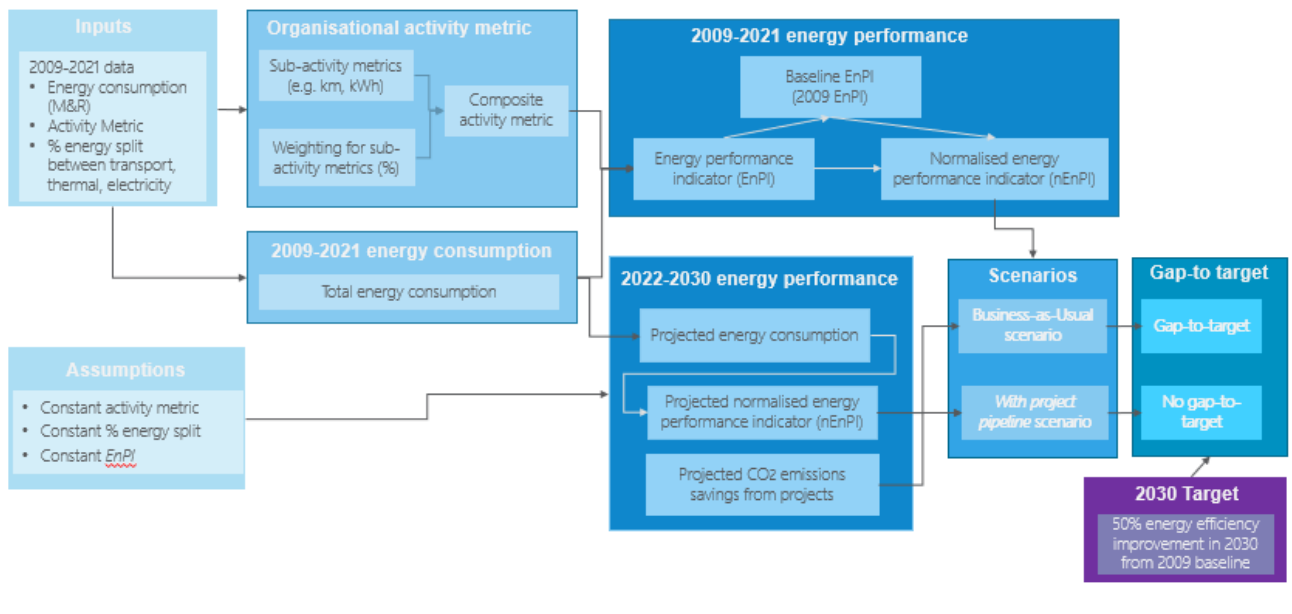 Inputs
2009-2021 data
• Energy consumption
(M&R)
• Activity Metric
• % energy split
between transport,
thermal, electricity
Organisational activity metric
Sub-activity metrics
(e.g. km, kWh)
Weighting for sub-
activity metrics (%)
Composite
activity metric
2009-2021 energy consumption
Total energy consumption
2009-2021 energy performance
Baseline EnPI
(2009 EnPI)
Energy performance
indicator (EnPI)
Normalised energy
performance indicator (nEnPI)
Assumptions
• Constant activity metric
• Constant % energy split
• Constant EnPI
2022-2030 energy performance
Projected energy consumption
Projected normalised energy
performance indicator (nEnPI)
Projected CO2 emissions
savings from projects
Scenarios
Business-as-Usual
scenario
With project
pipeline scenario
Gap-to target
Gap-to-target
No gap-to-
target
2030 Target
50% energy efficiency
improvement in 2030
from 2009 baseline